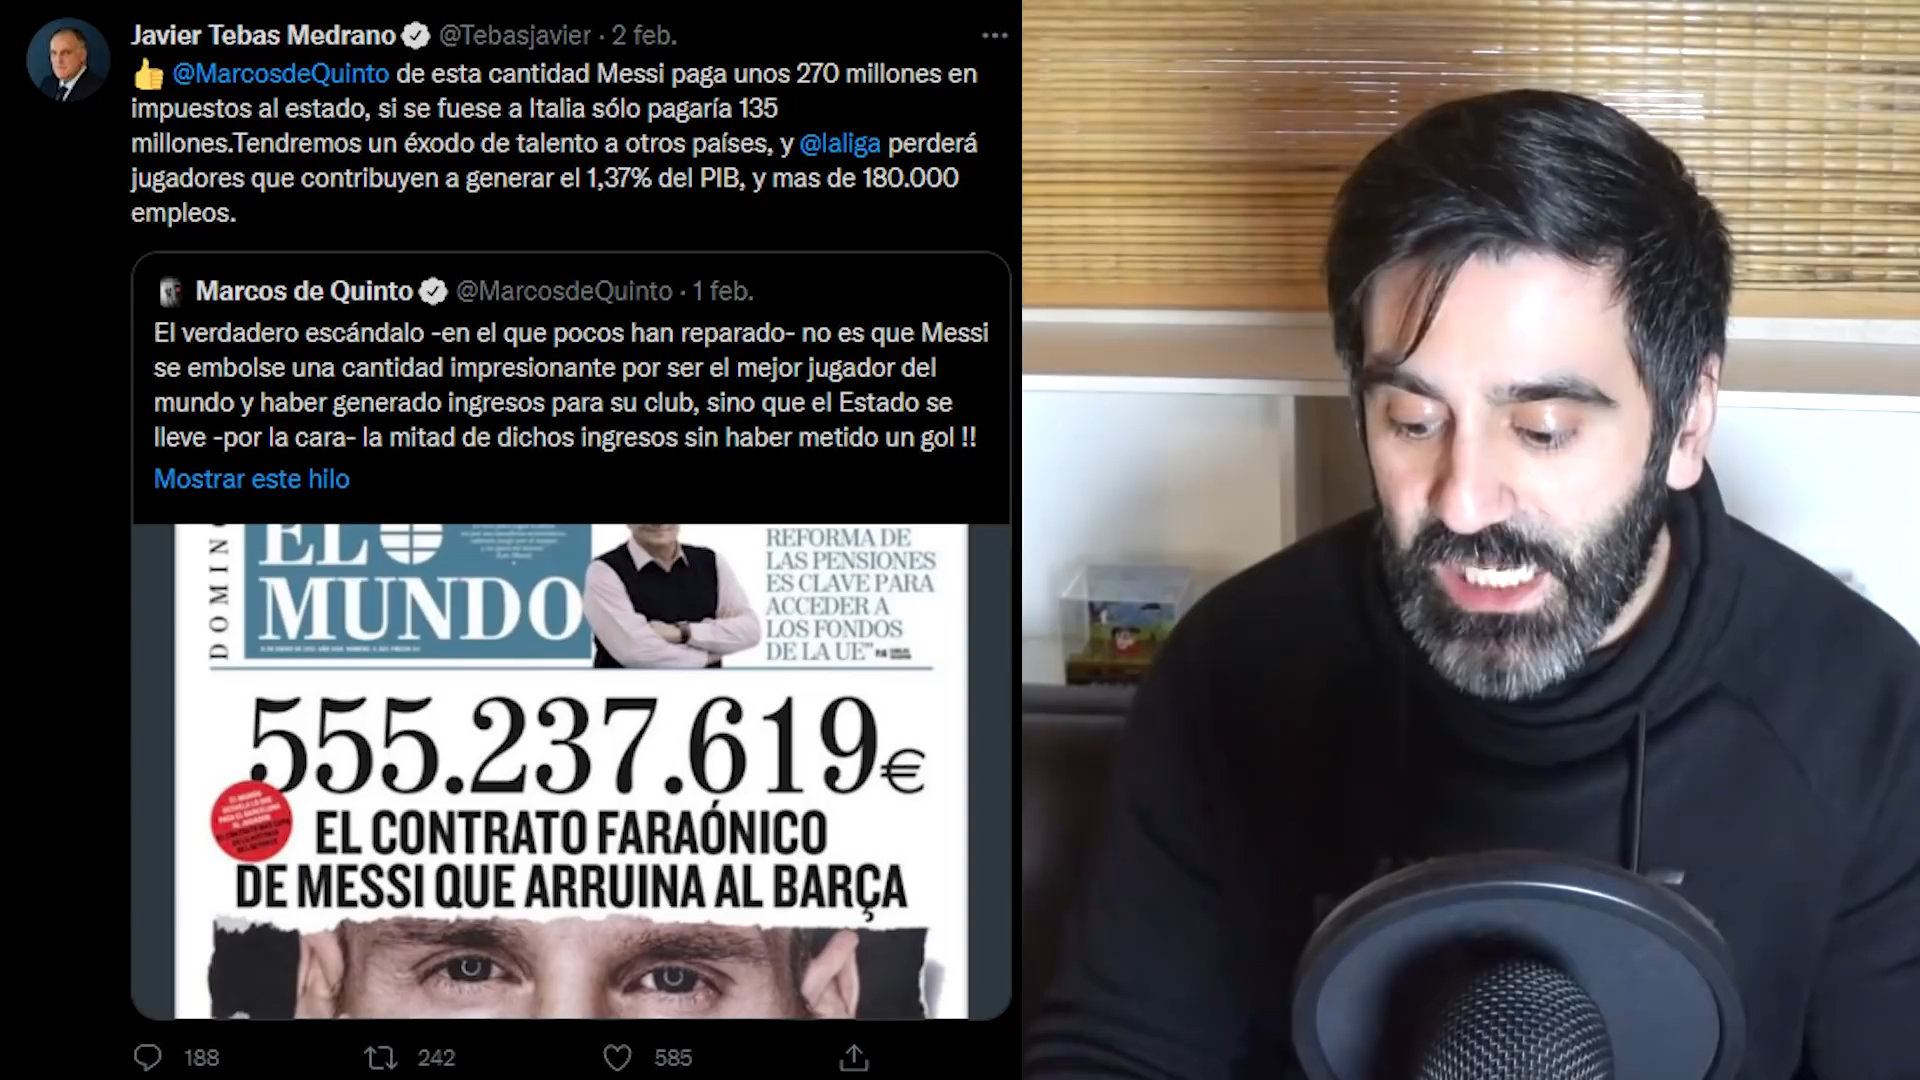 Javier Tebas Medrano @Tebasjavier · 2 feb.
👍 @MarcosdeQuinto de esta cantidad Messi paga unos 270 millones en
impuestos al estado, si se fuese a Italia sólo pagaría 135
millones.Tendremos un éxodo de talento a otros países, y @laliga perderá
jugadores que contribuyen a generar el 1,37% del PIB, y mas de 180.000
empleos.
Marcos de Quinto @MarcosdeQuinto · 1 feb.
El verdadero escándalo -en el que pocos han reparado- no es que Messi
se embolse una cantidad impresionante por ser el mejor jugador del
mundo y haber generado ingresos para su club, sino que el Estado se
lleve -por la cara- la mitad de dichos ingresos sin haber metido un gol !!
Mostrar este hilo
EL
MUNDO
REFORMA DE
LAS PENSIONES
ES CLAVE PARA
ACCEDER A
LOS FONDOS
DE LA UE"
555.237.619€
EL CONTRATO FARAÓNICO
DE MESSI QUE ARRUINA AL BARÇA
188 242 585